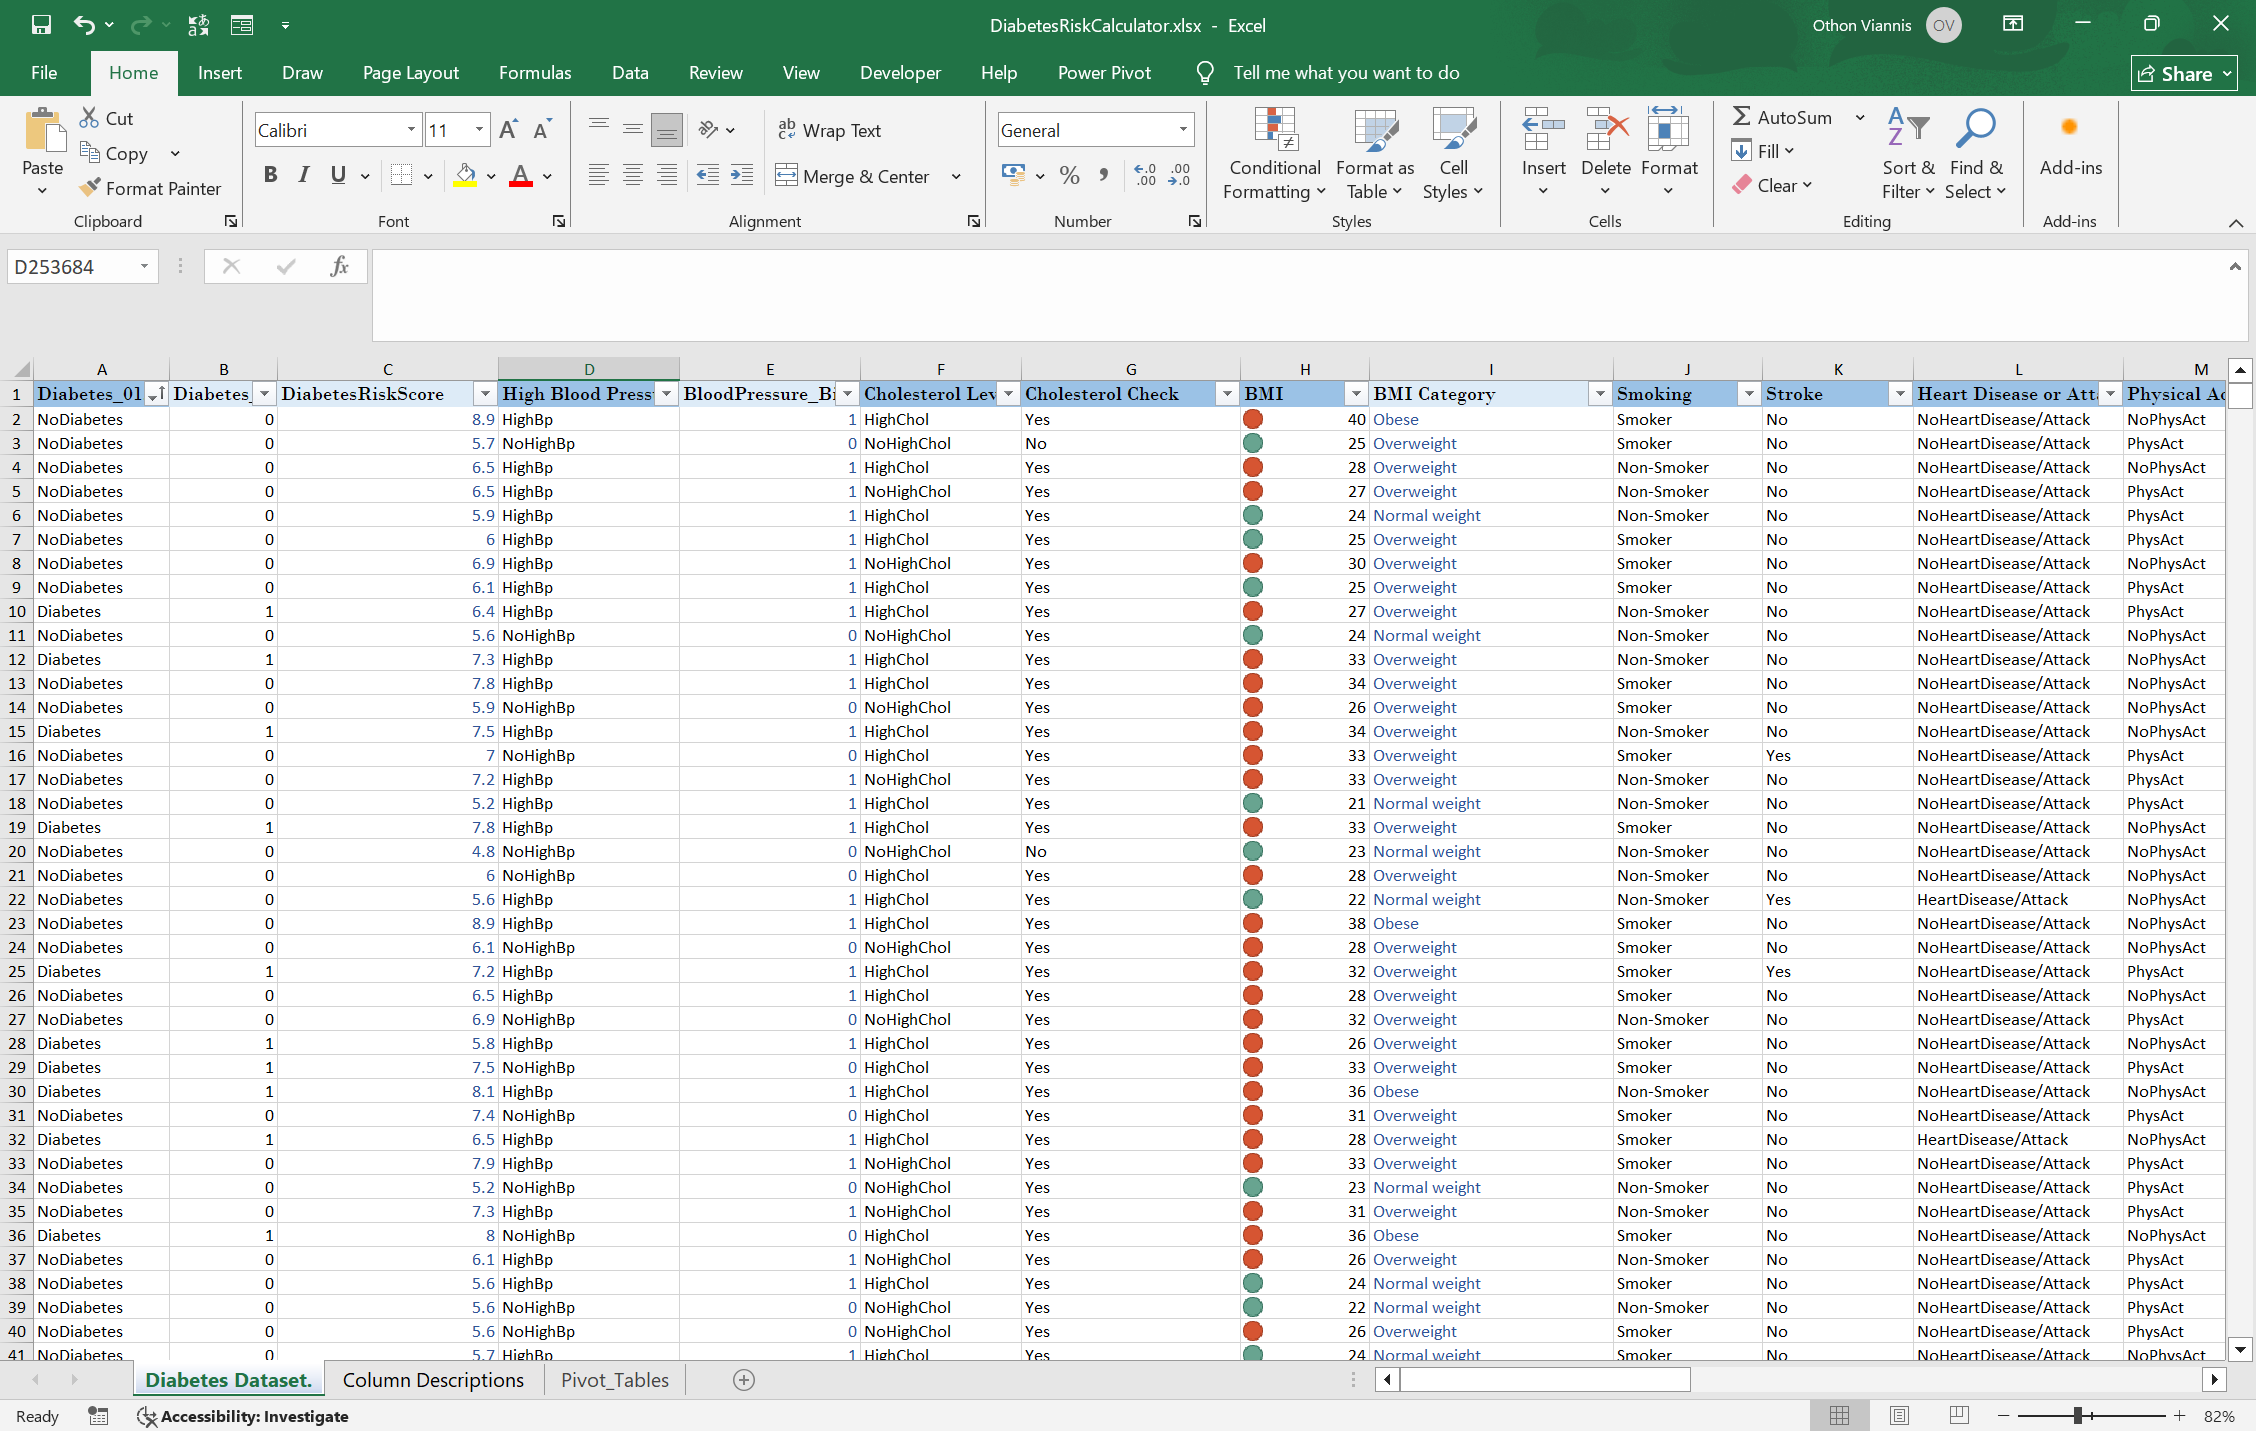 DiabetesRiskCalculator.xlsx - Excel
Othon Viannis OV
File Home Insert Draw Page Layout Formulas Data Review View Developer Help Power Pivot Tell me what you want to do Share
Paste Cut Copy Format Painter Clipboard
Calibri 11 B I U Font
Wrap Text Merge & Center Alignment
General % Number
Conditional Formatting Format as Table Cell Styles Styles
Insert Delete Format Cells
AutoSum Fill Clear Sort & Filter Find & Select Editing
Add-ins Add-ins
D253684 fx
A B C D E F G H I J K L M
1 Diabetes_01 Diabetes_ DiabetesRiskScore High Blood Press BloodPressure_Bi Cholesterol Lev Cholesterol Check BMI BMI Category Smoking Stroke Heart Disease or Att Physical Ac
2 NoDiabetes 0 8.9 HighBp 1 HighChol Yes 40 Obese Smoker No NoHeartDisease/Attack NoPhysAct
3 NoDiabetes 0 5.7 NoHighBp 0 NoHighChol No 25 Overweight Smoker No NoHeartDisease/Attack PhysAct
4 NoDiabetes 0 6.5 HighBp 1 HighChol Yes 28 Overweight Non-Smoker No NoHeartDisease/Attack NoPhysAct
5 NoDiabetes 0 6.5 HighBp 1 NoHighChol Yes 27 Overweight Non-Smoker No NoHeartDisease/Attack PhysAct
6 NoDiabetes 0 5.9 HighBp 1 HighChol Yes 24 Normal weight Non-Smoker No NoHeartDisease/Attack PhysAct
7 NoDiabetes 0 6 HighBp 1 HighChol Yes 25 Overweight Smoker No NoHeartDisease/Attack PhysAct
8 NoDiabetes 0 6.9 HighBp 1 NoHighChol Yes 30 Overweight Smoker No NoHeartDisease/Attack NoPhysAct
9 NoDiabetes 0 6.1 HighBp 1 HighChol Yes 25 Overweight Smoker No NoHeartDisease/Attack PhysAct
10 Diabetes 1 6.4 HighBp 1 HighChol Yes 27 Overweight Non-Smoker No NoHeartDisease/Attack PhysAct
11 NoDiabetes 0 5.6 NoHighBp 0 NoHighChol Yes 24 Normal weight Non-Smoker No NoHeartDisease/Attack NoPhysAct
12 Diabetes 1 7.3 HighBp 1 HighChol Yes 33 Overweight Non-Smoker No NoHeartDisease/Attack NoPhysAct
13 NoDiabetes 0 7.8 HighBp 1 HighChol Yes 34 Overweight Smoker No NoHeartDisease/Attack NoPhysAct
14 NoDiabetes 0 5.9 NoHighBp 0 NoHighChol Yes 26 Overweight Smoker No NoHeartDisease/Attack NoPhysAct
15 Diabetes 1 7.5 HighBp 1 HighChol Yes 34 Overweight Non-Smoker No NoHeartDisease/Attack NoPhysAct
16 NoDiabetes 0 7 NoHighBp 0 HighChol Yes 33 Overweight Smoker Yes NoHeartDisease/Attack PhysAct
17 NoDiabetes 0 7.2 HighBp 1 NoHighChol Yes 33 Overweight Non-Smoker No NoHeartDisease/Attack PhysAct
18 NoDiabetes 0 5.2 HighBp 1 HighChol Yes 21 Normal weight Non-Smoker No NoHeartDisease/Attack PhysAct
19 Diabetes 1 7.8 HighBp 1 HighChol Yes 33 Overweight Smoker No NoHeartDisease/Attack NoPhysAct
20 NoDiabetes 0 4.8 NoHighBp 0 NoHighChol No 23 Normal weight Non-Smoker No NoHeartDisease/Attack NoPhysAct
21 NoDiabetes 0 6 NoHighBp 0 HighChol Yes 28 Overweight Non-Smoker No NoHeartDisease/Attack NoPhysAct
22 NoDiabetes 0 5.6 HighBp 1 HighChol Yes 22 Normal weight Non-Smoker Yes HeartDisease/Attack NoPhysAct
23 NoDiabetes 0 8.9 HighBp 1 HighChol Yes 38 Obese Smoker No NoHeartDisease/Attack NoPhysAct
24 NoDiabetes 0 6.1 NoHighBp 0 NoHighChol Yes 28 Overweight Smoker No NoHeartDisease/Attack NoPhysAct
25 Diabetes 1 7.2 HighBp 1 HighChol Yes 32 Overweight Smoker Yes NoHeartDisease/Attack PhysAct
26 NoDiabetes 0 6.5 HighBp 1 HighChol Yes 28 Overweight Smoker No NoHeartDisease/Attack NoPhysAct
27 NoDiabetes 0 6.9 NoHighBp 0 NoHighChol Yes 32 Overweight Non-Smoker No NoHeartDisease/Attack PhysAct
28 Diabetes 1 5.8 HighBp 1 HighChol Yes 26 Overweight Smoker No NoHeartDisease/Attack NoPhysAct
29 Diabetes 1 7.5 NoHighBp 0 HighChol Yes 33 Overweight Smoker No NoHeartDisease/Attack PhysAct
30 Diabetes 1 8.1 HighBp 1 HighChol Yes 36 Obese Non-Smoker No NoHeartDisease/Attack NoPhysAct
31 NoDiabetes 0 7.4 NoHighBp 0 HighChol Yes 31 Overweight Smoker No NoHeartDisease/Attack PhysAct
32 Diabetes 1 6.5 HighBp 1 HighChol Yes 28 Overweight Smoker No HeartDisease/Attack NoPhysAct
33 NoDiabetes 0 7.9 HighBp 1 NoHighChol Yes 33 Overweight Smoker No NoHeartDisease/Attack PhysAct
34 NoDiabetes 0 5.2 NoHighBp 0 NoHighChol Yes 23 Normal weight Non-Smoker No NoHeartDisease/Attack PhysAct
35 NoDiabetes 0 7.3 HighBp 1 NoHighChol Yes 31 Overweight Non-Smoker No NoHeartDisease/Attack PhysAct
36 Diabetes 1 8 NoHighBp 0 HighChol Yes 36 Obese Smoker No NoHeartDisease/Attack NoPhysAct
37 NoDiabetes 0 6.1 HighBp 1 NoHighChol Yes 26 Overweight Non-Smoker No NoHeartDisease/Attack PhysAct
38 NoDiabetes 0 5.6 HighBp 1 HighChol Yes 24 Normal weight Smoker No NoHeartDisease/Attack PhysAct
39 NoDiabetes 0 5.6 NoHighBp 0 NoHighChol Yes 22 Normal weight Non-Smoker No NoHeartDisease/Attack PhysAct
40 NoDiabetes 0 5.6 NoHighBp 0 NoHighChol Yes 26 Overweight Smoker No NoHeartDisease/Attack PhysAct
41 NoDiabetes 0 5.7 HighBp 1 HighChol Yes 24 Normal weight Smoker No NoHeartDisease/Attack PhysAct
Diabetes Dataset. Column Descriptions Pivot_Tables
Ready Accessibility: Investigate 82%